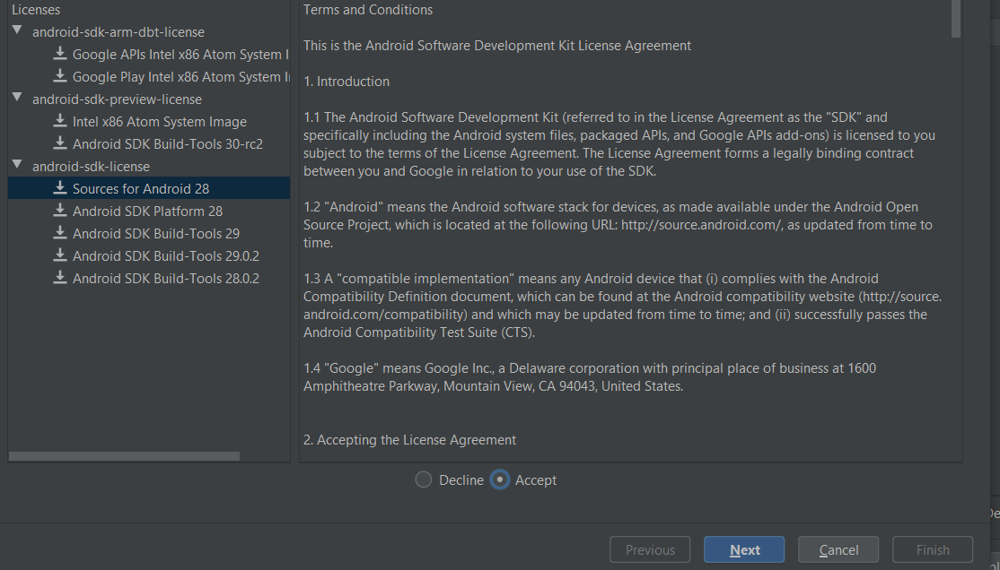 Licenses
android-sdk-arm-dbt-license
Google APIs Intel x86 Atom System I
Google Play Intel x86 Atom System I
android-sdk-preview-license
Intel x86 Atom System Image
Android SDK Build-Tools 30-rc2
android-sdk-license
Sources for Android 28
Android SDK Platform 28
Android SDK Build-Tools 29
Android SDK Build-Tools 29.0.2
Android SDK Build-Tools 28.0.2
Terms and Conditions
This is the Android Software Development Kit License Agreement
1. Introduction
1.1 The Android Software Development Kit (referred to in the License Agreement as the "SDK" and
specifically including the Android system files, packaged APIs, and Google APIs add-ons) is licensed to you
subject to the terms of the License Agreement. The License Agreement forms a legally binding contract
between you and Google in relation to your use of the SDK.
1.2 "Android" means the Android software stack for devices, as made available under the Android Open
Source Project, which is located at the following URL: http://source.android.com/, as updated from time to
time.
1.3 A "compatible implementation" means any Android device that (i) complies with the Android
Compatibility Definition document, which can be found at the Android compatibility website (http://source.
android.com/compatibility) and which may be updated from time to time; and (ii) successfully passes the
Android Compatibility Test Suite (CTS).
1.4 "Google" means Google Inc., a Delaware corporation with principal place of business at 1600
Amphitheatre Parkway, Mountain View, CA 94043, United States.
2. Accepting the License Agreement
Decline Accept
Previous Next Cancel Finish